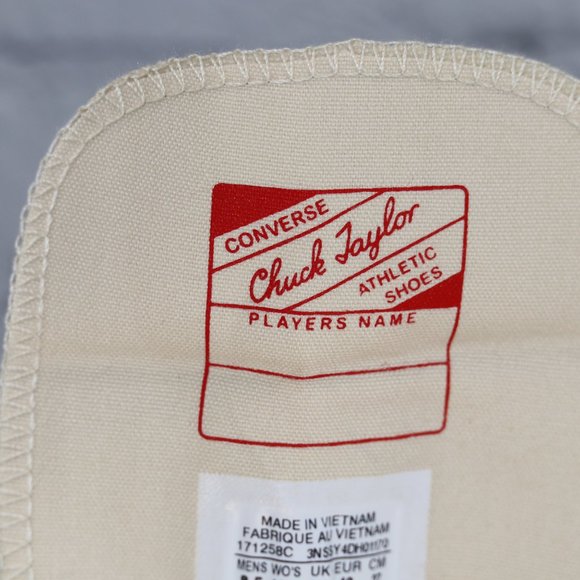 CONVERSE
Chuck Taylor
ATHLETIC
SHOES
PLAYERS NAME
MADE IN VIETNAM
FABRIQUE AU VIETNAM
171258C
MENS WO'S UK EUR CM